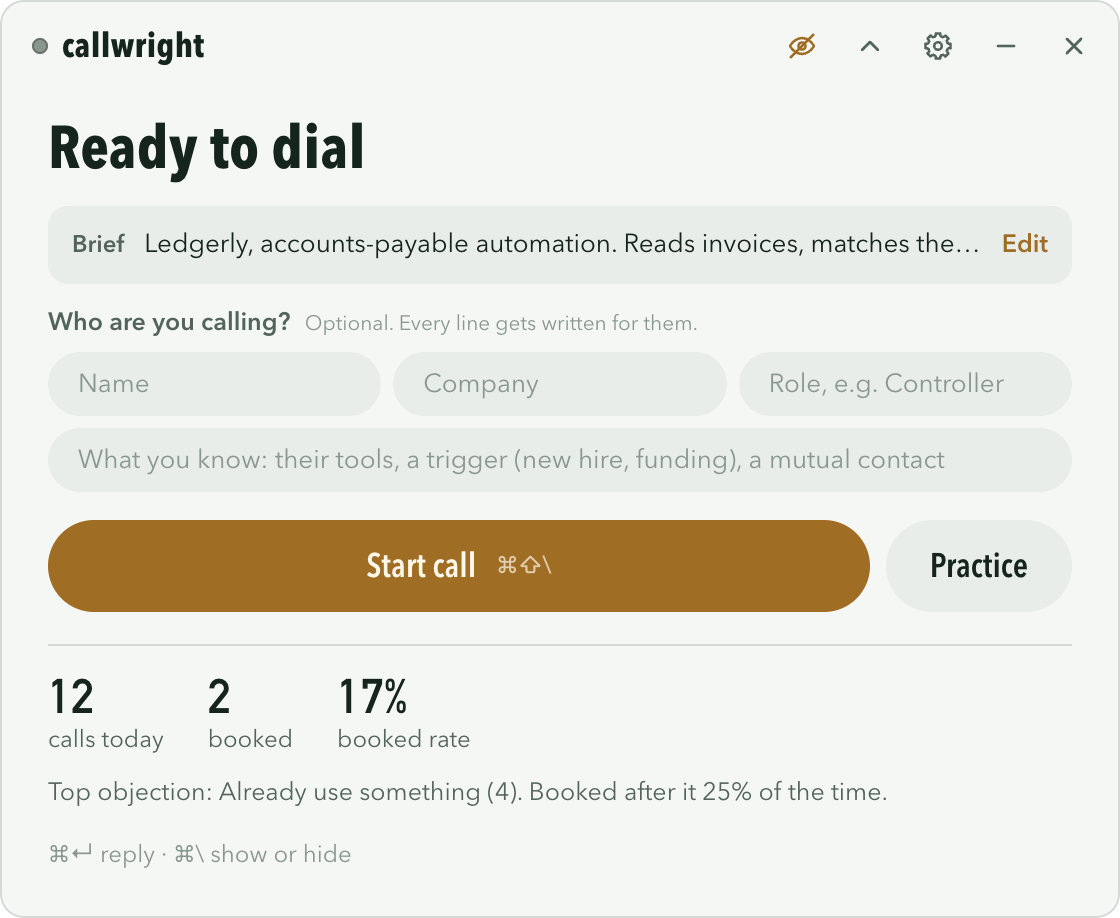 callwright
Ready to dial
Brief Ledgerly, accounts-payable automation. Reads invoices, matches the… Edit
Who are you calling? Optional. Every line gets written for them.
Name Company Role, e.g. Controller
What you know: their tools, a trigger (new hire, funding), a mutual contact
Start call ⌘⇧\ Practice
12 2 17%
calls today booked booked rate
Top objection: Already use something (4). Booked after it 25% of the time.
⌘↵ reply · ⌘\ show or hide